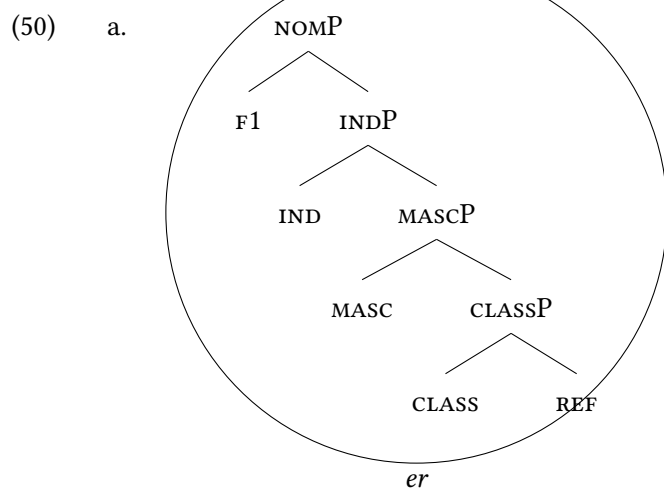 (50) a. NOMP
F1 INDP
IND MASCP
MASC CLASSP
CLASS REF
er